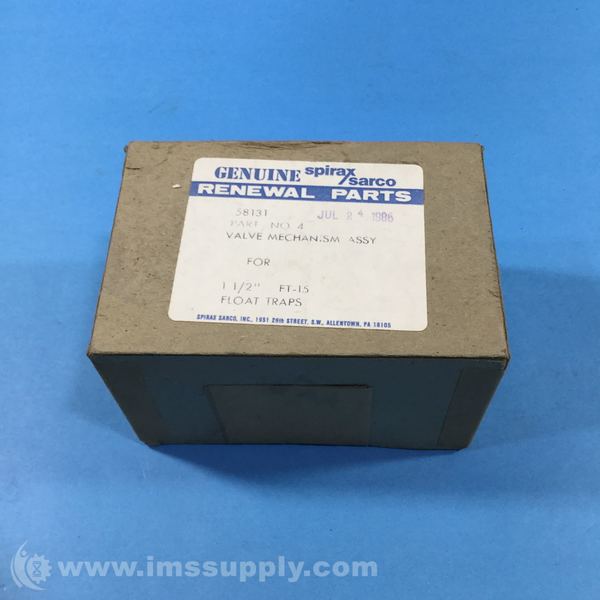 GENUINE spirax/sarco
RENEWAL PARTS
58131 JUL 24 1986
PART NO 4
VALVE MECHANISM ASSY
FOR
1 1/2" FT-15
FLOAT TRAPS
SPIRAX SARCO, INC., 1951 26th STREET, S.W., ALLENTOWN, PA 18105
www.imssupply.com